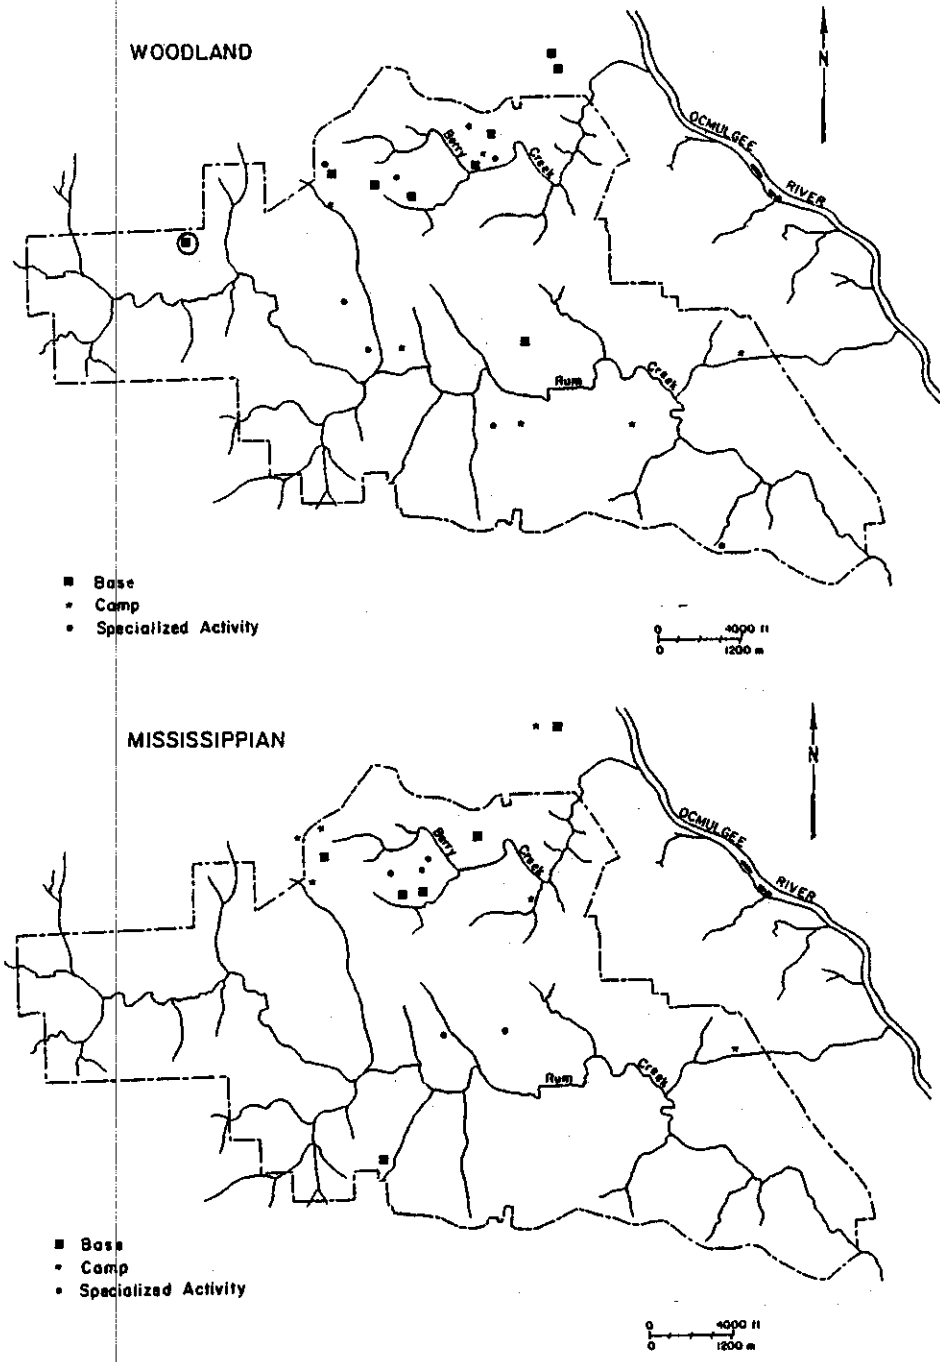 WOODLAND
N
OCMULGEE
RIVER
Berry
Creek
Rum
Creek
Base
Camp
Specialized Activity
0 4000 ft
0 1200 m
MISSISSIPPIAN
N
OCMULGEE
RIVER
Berry
Creek
Rum
Creek
Base
Camp
Specialized Activity
0 4000 ft
0 1200 m